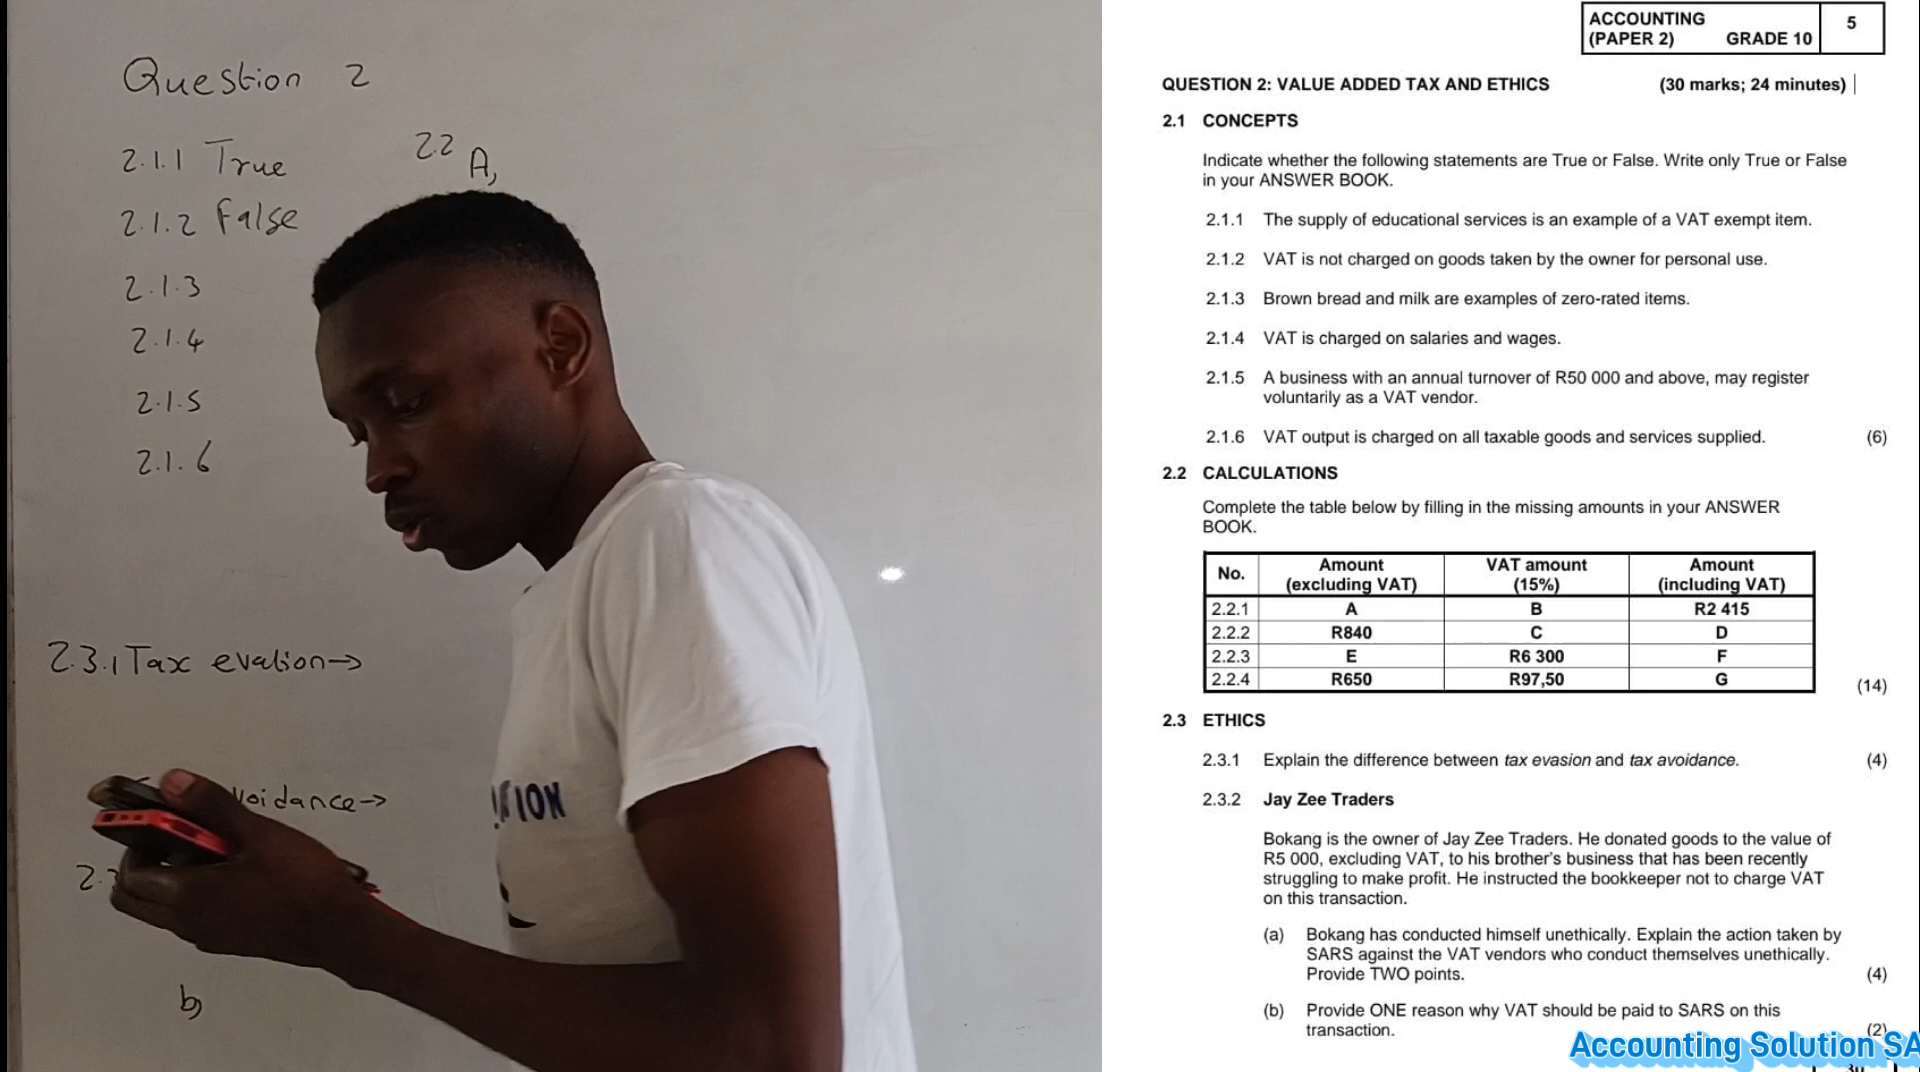 Question 2
2.1.1 True
2.1.2 False
2.1.3
2.1.4
2.1.5
2.1.6
2.2 A,
2.3.1 Tax evation→
voidance→
2.
b,
TION
ACCOUNTING
(PAPER 2) GRADE 10
5
QUESTION 2: VALUE ADDED TAX AND ETHICS (30 marks; 24 minutes)
2.1 CONCEPTS
Indicate whether the following statements are True or False. Write only True or False
in your ANSWER BOOK.
2.1.1 The supply of educational services is an example of a VAT exempt item.
2.1.2 VAT is not charged on goods taken by the owner for personal use.
2.1.3 Brown bread and milk are examples of zero-rated items.
2.1.4 VAT is charged on salaries and wages.
2.1.5 A business with an annual turnover of R50 000 and above, may register
voluntarily as a VAT vendor.
2.1.6 VAT output is charged on all taxable goods and services supplied. (6)
2.2 CALCULATIONS
Complete the table below by filling in the missing amounts in your ANSWER
BOOK.
No. Amount (excluding VAT) VAT amount (15%) Amount (including VAT)
2.2.1 A B R2 415
2.2.2 R840 C D
2.2.3 E R6 300 F
2.2.4 R650 R97,50 G
(14)
2.3 ETHICS
2.3.1 Explain the difference between tax evasion and tax avoidance. (4)
2.3.2 Jay Zee Traders
Bokang is the owner of Jay Zee Traders. He donated goods to the value of
R5 000, excluding VAT, to his brother's business that has been recently
struggling to make profit. He instructed the bookkeeper not to charge VAT
on this transaction.
(a) Bokang has conducted himself unethically. Explain the action taken by
SARS against the VAT vendors who conduct themselves unethically.
Provide TWO points. (4)
(b) Provide ONE reason why VAT should be paid to SARS on this
transaction. (2)
Accounting Solution SA
30